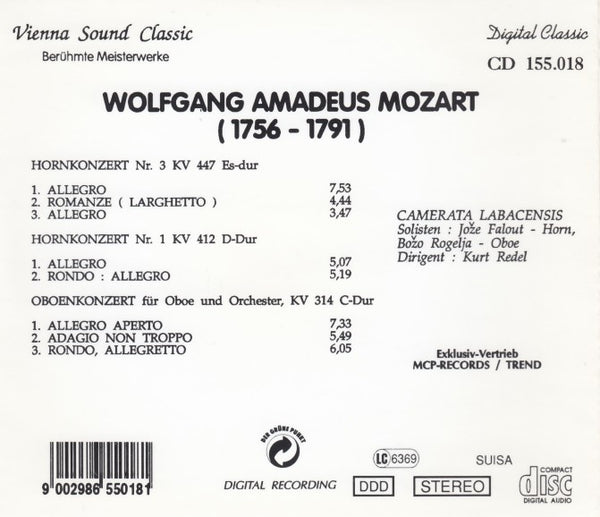 Vienna Sound Classic
Berühmte Meisterwerke
Digital Classic
CD 155.018
WOLFGANG AMADEUS MOZART
( 1756 - 1791 )
HORNKONZERT Nr. 3 KV 447 Es-dur
1. ALLEGRO 7,53
2. ROMANZE ( LARGHETTO ) 4,44
3. ALLEGRO 3,47
HORNKONZERT Nr. 1 KV 412 D-Dur
1. ALLEGRO 5,07
2. RONDO : ALLEGRO 5,19
OBOENKONZERT für Oboe und Orchester, KV 314 C-Dur
1. ALLEGRO APERTO 7,33
2. ADAGIO NON TROPPO 5,49
3. RONDO, ALLEGRETTO 6,05
CAMERATA LABACENSIS
Solisten : Jože Falout - Horn,
Božo Rogelja - Oboe
Dirigent : Kurt Redel
Exklusiv-Vertrieb
MCP-RECORDS / TREND
9 002986 550181
DER GRÜNE PUNKT
DIGITAL RECORDING
LC 6369
SUISA
DDD
STEREO
COMPACT
disc
DIGITAL AUDIO